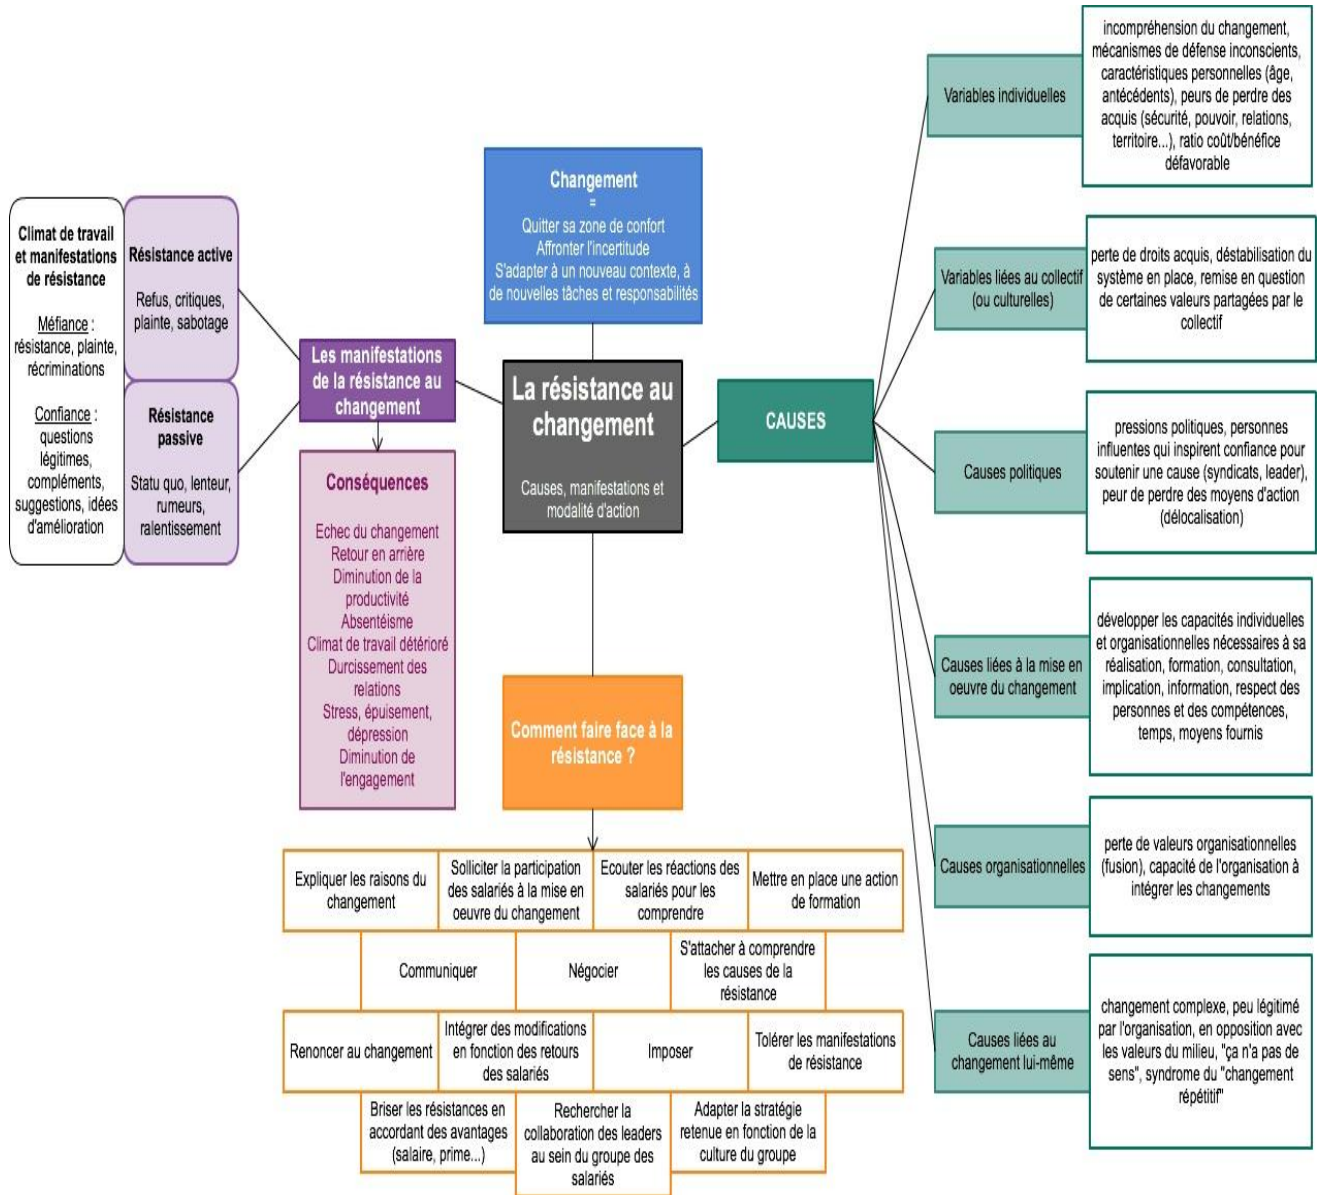 Climat de travail
et manifestations
de résistance
Méfiance :
résistance, plainte,
récriminations
Confiance :
questions
légitimes,
compléments,
suggestions, idées
d'amélioration
Résistance active
Refus, critiques,
plainte, sabotage
Résistance
passive
Statu quo, lenteur,
rumeurs,
ralentissement
Les manifestations
de la résistance au
changement
Conséquences
Echec du changement
Retour en arrière
Diminution de la
productivité
Absentéisme
Climat de travail détérioré
Durcissement des
relations
Stress, épuisement,
dépression
Diminution de
l'engagement
Changement
=
Quitter sa zone de confort
Affronter l'incertitude
S'adapter à un nouveau contexte, à
de nouvelles tâches et responsabilités
La résistance au
changement
Causes, manifestations et
modalité d'action
Comment faire face à la
résistance ?
Expliquer les raisons du
changement
Solliciter la participation
des salariés à la mise en
oeuvre du changement
Ecouter les réactions des
salariés pour les
comprendre
Mettre en place une action
de formation
Communiquer
Négocier
S'attacher à comprendre
les causes de la
résistance
Renoncer au changement
Intégrer des modifications
en fonction des retours
des salariés
Imposer
Tolérer les manifestations
de résistance
Briser les résistances en
accordant des avantages
(salaire, prime...)
Rechercher la
collaboration des leaders
au sein du groupe des
salariés
Adapter la stratégie
retenue en fonction de la
culture du groupe
CAUSES
Variables individuelles
incompréhension du changement,
mécanismes de défense inconscients,
caractéristiques personnelles (âge,
antécédents), peurs de perdre des
acquis (sécurité, pouvoir, relations,
territoire...), ratio coût/bénéfice
défavorable
Variables liées au collectif
(ou culturelles)
perte de droits acquis, déstabilisation du
système en place, remise en question
de certaines valeurs partagées par le
collectif
Causes politiques
pressions politiques, personnes
influentes qui inspirent confiance pour
soutenir une cause (syndicats, leader),
peur de perdre des moyens d'action
(délocalisation)
Causes liées à la mise en
oeuvre du changement
développer les capacités individuelles
et organisationnelles nécessaires à sa
réalisation, formation, consultation,
implication, information, respect des
personnes et des compétences,
temps, moyens fournis
Causes organisationnelles
perte de valeurs organisationnelles
(fusion), capacité de l'organisation à
intégrer les changements
Causes liées au
changement lui-même
changement complexe, peu légitimé
par l'organisation, en opposition avec
les valeurs du milieu, "ça n'a pas de
sens", syndrome du "changement
répétitif"